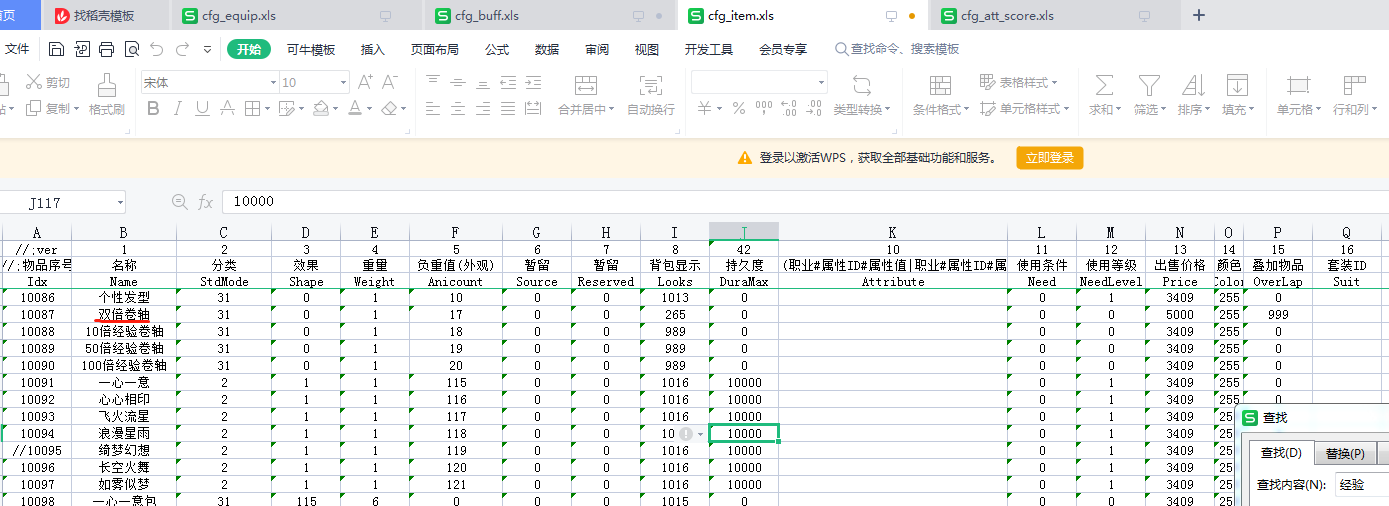 首页 找稻壳模板 cfg_equip.xls cfg_buff.xls cfg_item.xls cfg_att_score.xls +
文件 开始 可牛模板 插入 页面布局 公式 数据 审阅 视图 开发工具 会员专享 查找命令、搜索模板
剪切 宋体 10 A+ A- 表格样式
复制 格式刷 B I U A 合并居中 自动换行 ¥ % 000 类型转换 条件格式 单元格样式 求和 筛选 排序 填充 单元格 行和列
登录以激活WPS，获取全部基础功能和服务。 立即登录
J117 fx 10000
A B C D E F G H I J K L M N O P Q
//;ver 1 2 3 4 5 6 7 8 42 10 11 12 13 14 15 16
//;物品序号 名称 分类 效果 重量 负重值(外观) 暂留 暂留 背包显示 持久度 (职业#属性ID#属性值|职业#属性ID#属 使用条件 使用等级 出售价格 颜色 叠加物品 套装ID
Idx Name StdMode Shape Weight Anicount Source Reserved Looks DuraMax Attribute Need NeedLevel Price Color OverLap Suit
10086 个性发型 31 0 1 10 0 0 1013 0 0 1 3409 255 0
10087 双倍卷轴 31 0 1 17 0 0 265 0 0 1 5000 255 999
10088 10倍经验卷轴 31 0 1 18 0 0 989 0 0 1 3409 255 0
10089 50倍经验卷轴 31 0 1 19 0 0 989 0 0 1 3409 255 0
10090 100倍经验卷轴 31 0 1 20 0 0 989 0 0 1 3409 255 0
10091 一心一意 2 1 1 115 0 0 1016 10000 0 1 3409 255 0
10092 心心相印 2 1 1 116 0 0 1016 10000 0 1 3409 255 0
10093 飞火流星 2 1 1 117 0 0 1016 10000 0 1 3409 255
10094 浪漫星雨 2 1 1 118 0 0 10 10000 0 1 3409 255
//10095 绮梦幻想 2 1 1 119 0 0 1016 10000 0 1 3409 255
10096 长空火舞 2 1 1 120 0 0 1016 10000 0 1 3409 255
10097 如雾似梦 2 1 1 121 0 0 1016 10000 0 1 3409 255
10098 一心一意包 31 115 6 0 0 0 1015 0 0 1 3409 255
查找
查找(D) 替换(P)
查找内容(N): 经验